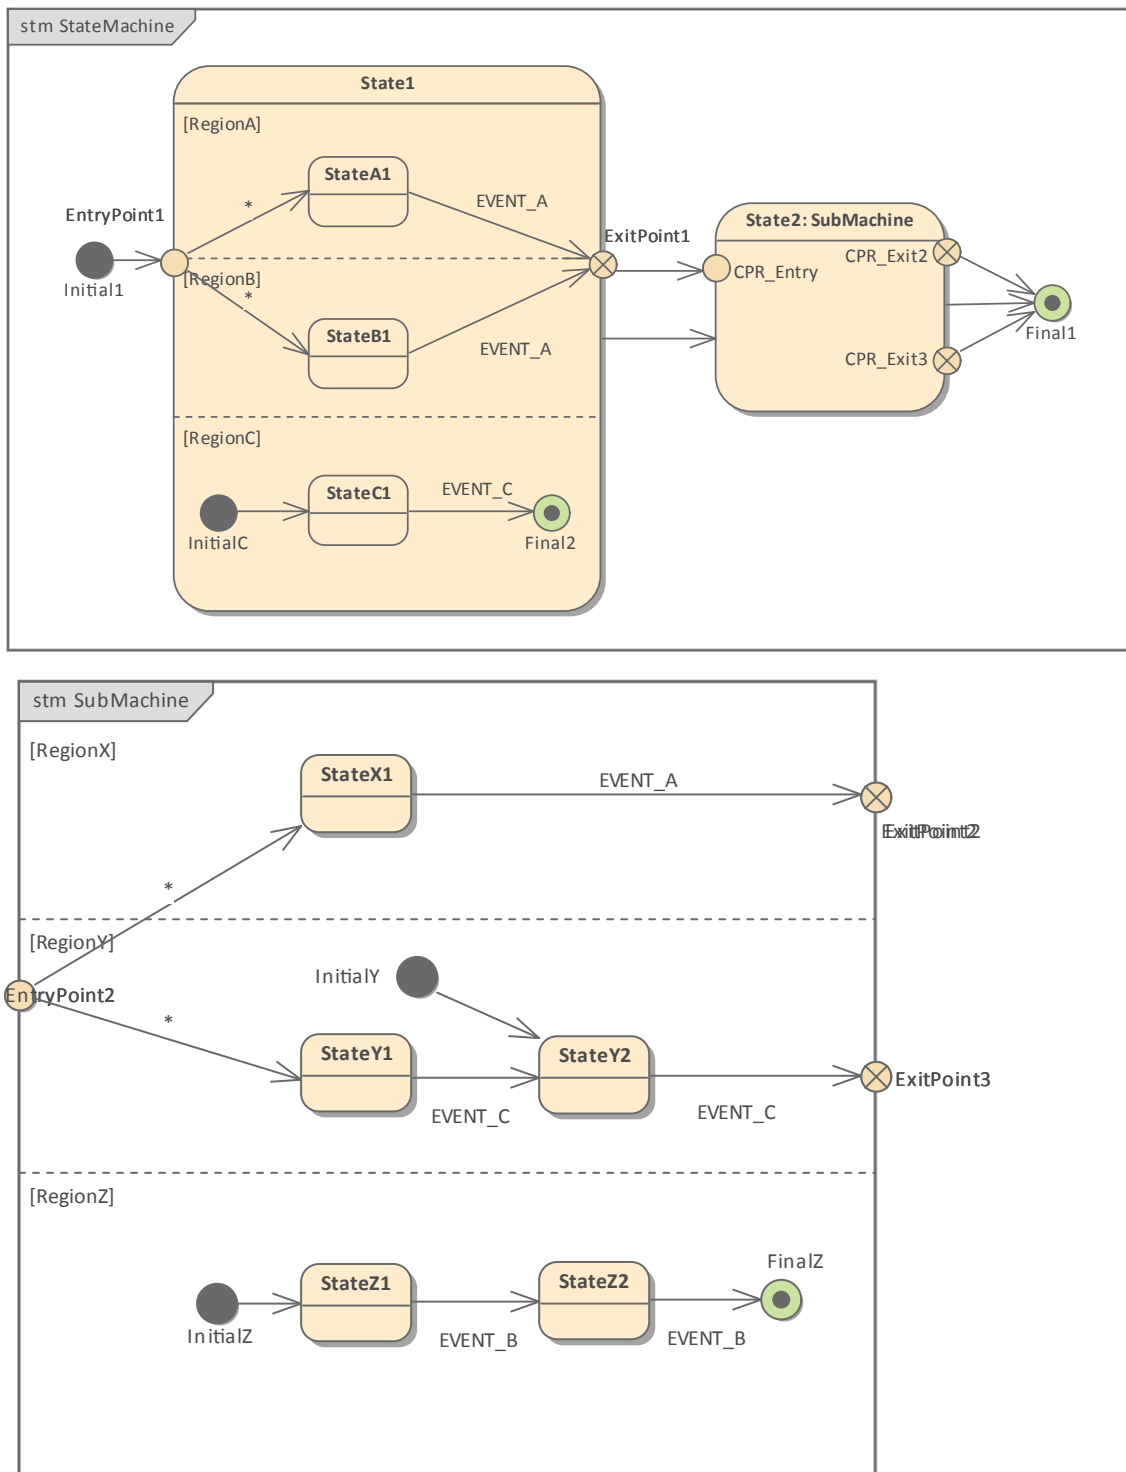 stm StateMachine
State1
[RegionA]
StateA1
*
EVENT_A
EntryPoint1
ExitPoint1
State2: SubMachine
CPR_Exit2
Initial1
[RegionB]
*
CPR_Entry
StateB1
EVENT_A
CPR_Exit3
Final1
[RegionC]
StateC1
EVENT_C
InitialC
Final2
stm SubMachine
[RegionX]
StateX1
EVENT_A
ExitPoint2
*
[RegionY]
InitialY
EntryPoint2
*
StateY1
StateY2
EVENT_C
EVENT_C
ExitPoint3
[RegionZ]
FinalZ
StateZ1
StateZ2
InitialZ
EVENT_B
EVENT_B